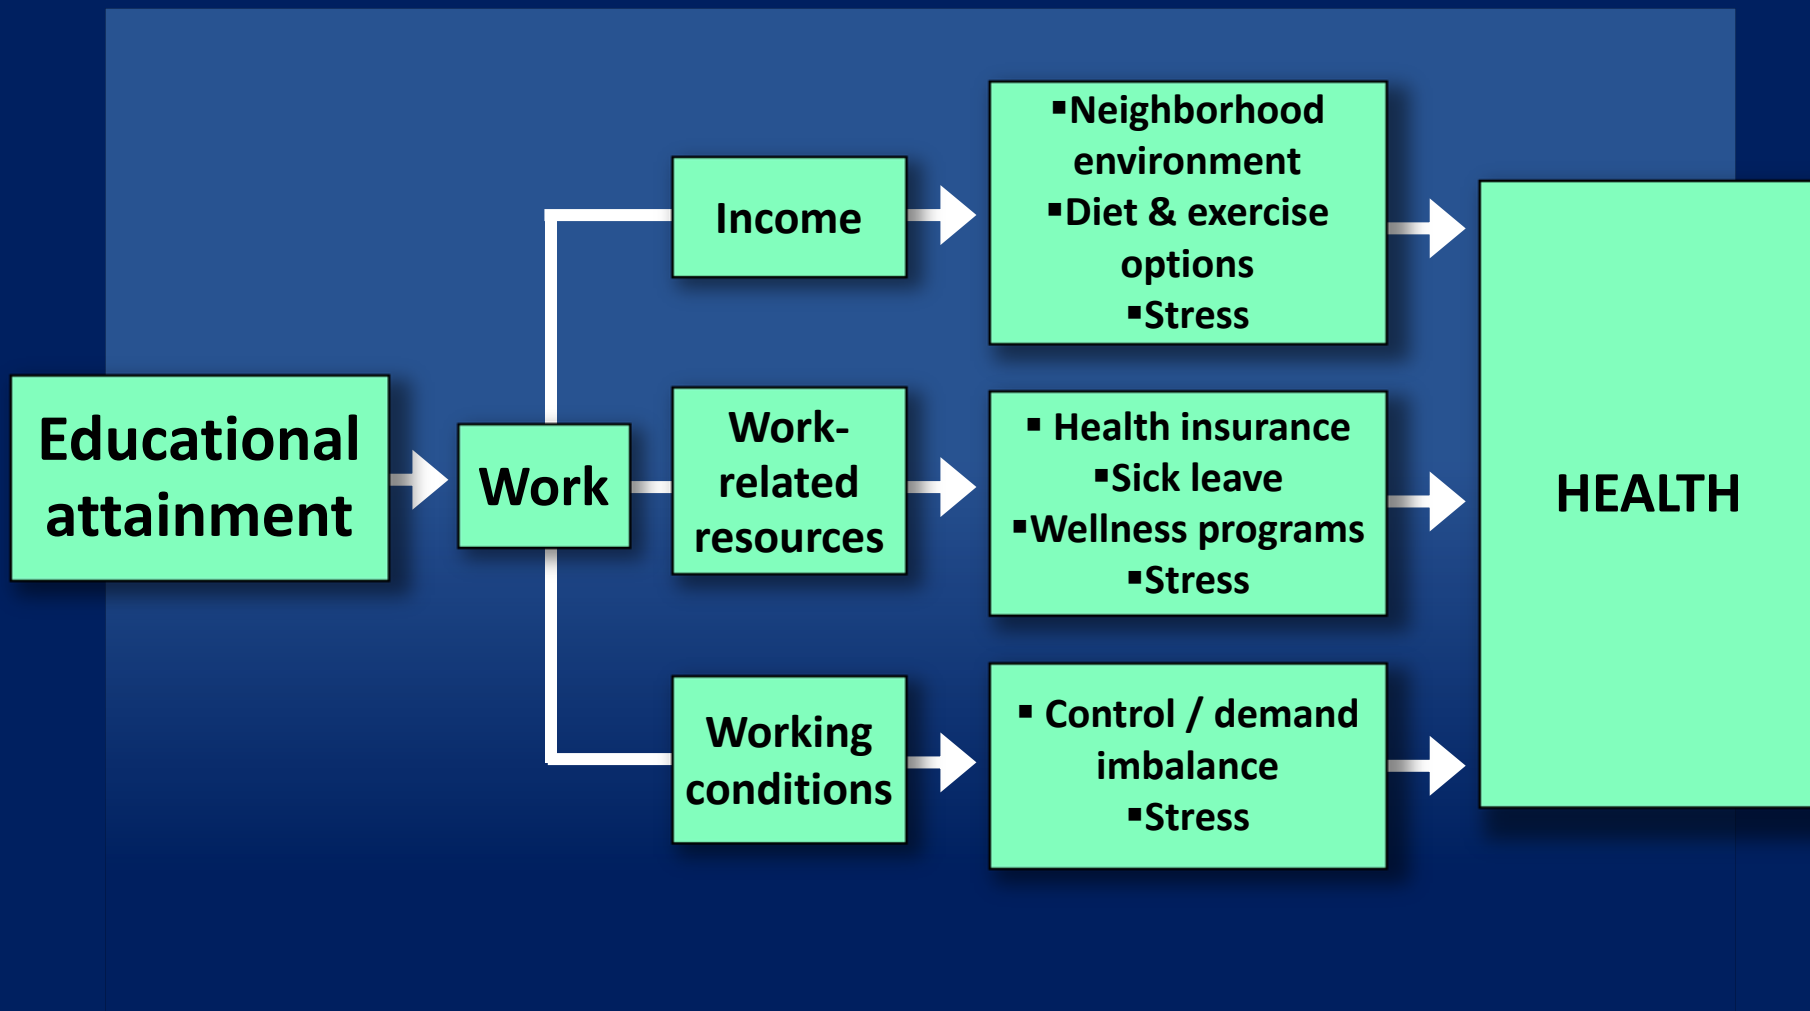 Educational
attainment
Work
Income
Work-
related
resources
Working
conditions
▪Neighborhood
environment
▪Diet & exercise
options
▪Stress
▪ Health insurance
▪Sick leave
▪Wellness programs
▪Stress
▪ Control / demand
imbalance
▪Stress
HEALTH